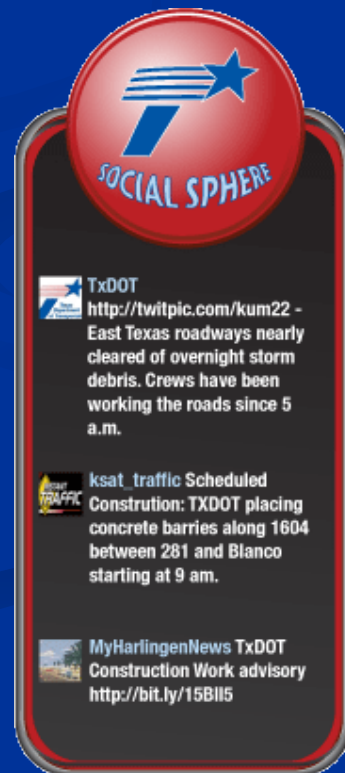 SOCIAL SPHERE
TxDOT
http://twitpic.com/kum22 -
East Texas roadways nearly
cleared of overnight storm
debris. Crews have been
working the roads since 5
a.m.
TRAFFIC
ksat_traffic Scheduled
Constrution: TXDOT placing
concrete barries along 1604
between 281 and Blanco
starting at 9 am.
MyHarlingenNews TxDOT
Construction Work advisory
http://bit.ly/15BII5